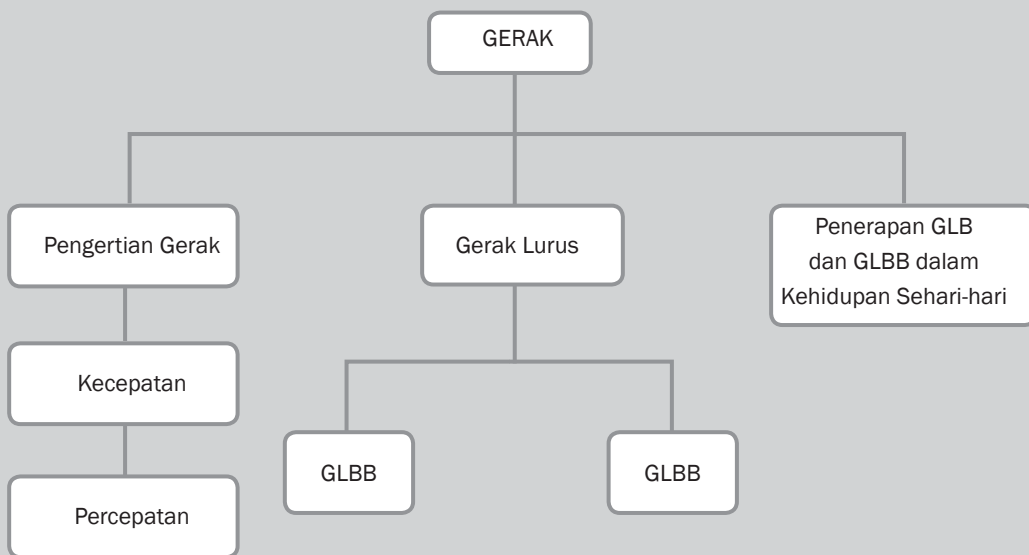 GERAK
Pengertian Gerak
Gerak Lurus
Penerapan GLB
dan GLBB dalam
Kehidupan Sehari-hari
Kecepatan
GLBB
GLBB
Percepatan